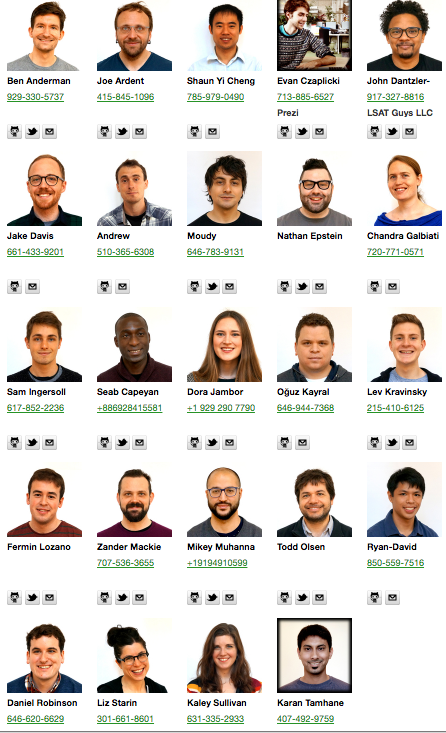 Ben Anderman
929-330-5737
Joe Ardent
415-845-1096
Shaun Yi Cheng
785-979-0490
Evan Czaplicki
713-885-6527
Prezi
John Dantzler-
917-327-8816
LSAT Guys LLC
Jake Davis
661-433-9201
Andrew
510-365-6308
Moudy
646-783-9131
Nathan Epstein
Chandra Galbiati
720-771-0571
Sam Ingersoll
617-852-2236
Seab Capeyan
+886928415581
Dora Jambor
+1 929 290 7790
Oğuz Kayral
646-944-7368
Lev Kravinsky
215-410-6125
Fermin Lozano
Zander Mackie
707-536-3655
Mikey Muhanna
+19194910599
Todd Olsen
Ryan-David
850-559-7516
Daniel Robinson
646-620-6629
Liz Starin
301-661-8601
Kaley Sullivan
631-335-2933
Karan Tamhane
407-492-9759